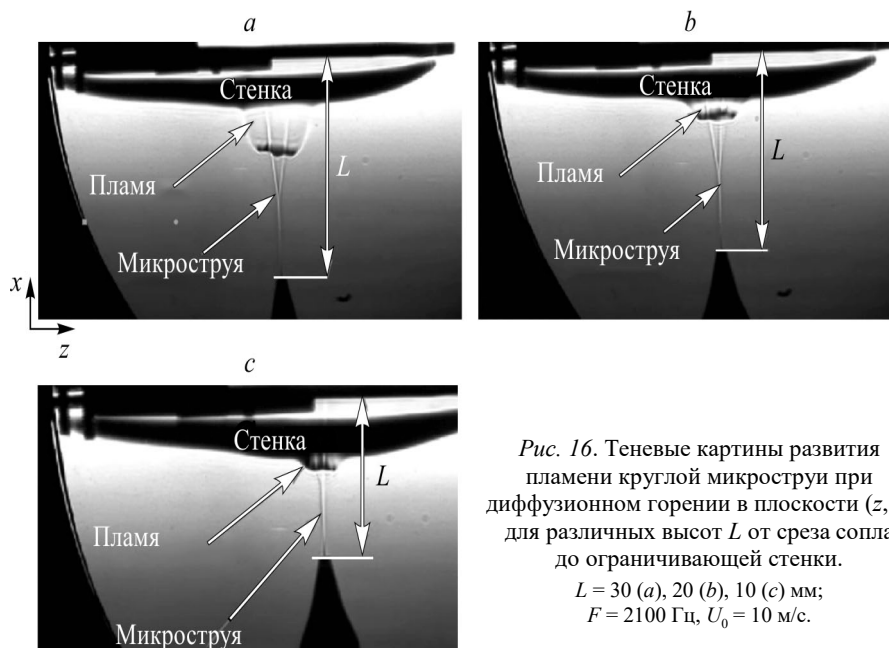 a
b
Стенка
Пламя
L
Микроструя
Стенка
Пламя
L
Микроструя
x
z
c
Стенка
L
Пламя
Микроструя
Рис. 16. Теневые картины развития
пламени круглой микроструи при
диффузионном горении в плоскости (z,
для различных высот L от среза сопла
до ограничивающей стенки.
L = 30 (a), 20 (b), 10 (c) мм;
F = 2100 Гц, U₀ = 10 м/с.